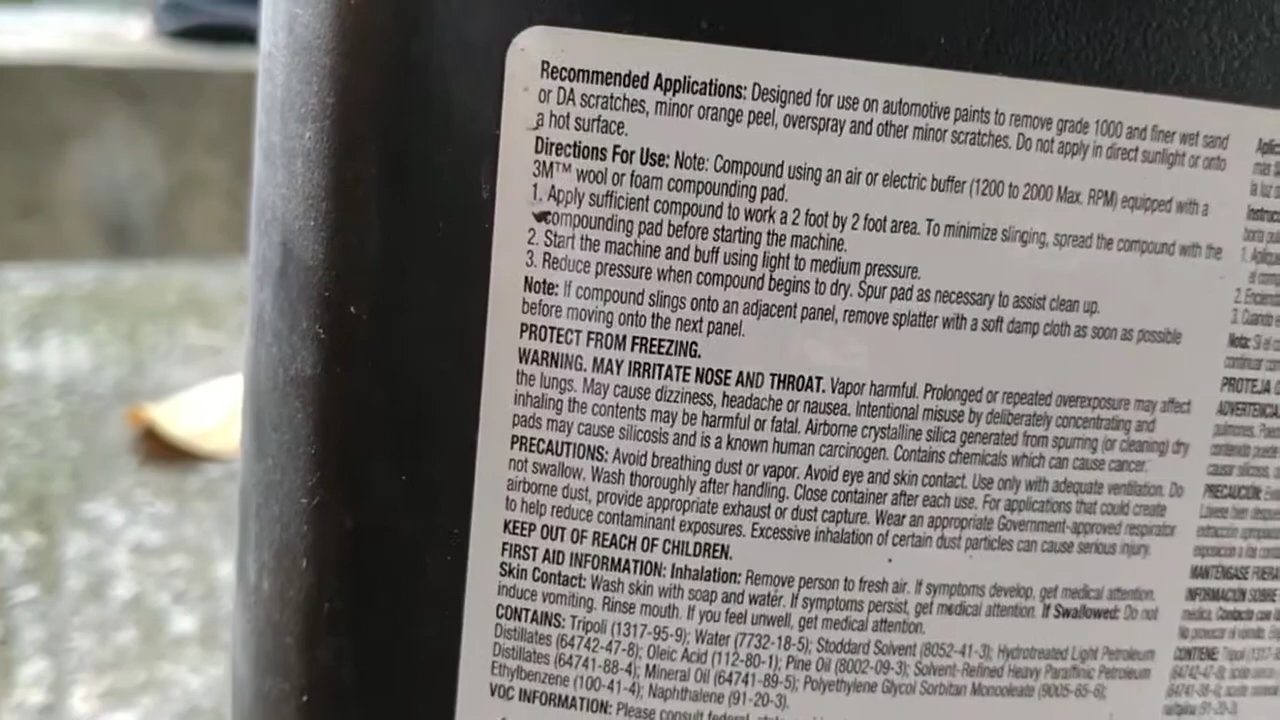 Recommended Applications: Designed for use on automotive paints to remove grade 1000 and finer wet sand
or DA scratches, minor orange peel, overspray and other minor scratches. Do not apply in direct sunlight or onto
a hot surface.
Directions For Use: Note: Compound using an air or electric buffer (1200 to 2000 Max. RPM) equipped with a
3M™ wool or foam compounding pad.
1. Apply sufficient compound to work a 2 foot by 2 foot area. To minimize slinging, spread the compound with the
compounding pad before starting the machine.
2. Start the machine and buff using light to medium pressure.
3. Reduce pressure when compound begins to dry. Spur pad as necessary to assist clean up.
Note: If compound slings onto an adjacent panel, remove splatter with a soft damp cloth as soon as possible
before moving onto the next panel.
PROTECT FROM FREEZING.
WARNING. MAY IRRITATE NOSE AND THROAT. Vapor harmful. Prolonged or repeated overexposure may affect
the lungs. May cause dizziness, headache or nausea. Intentional misuse by deliberately concentrating and
inhaling the contents may be harmful or fatal. Airborne crystalline silica generated from spurring (or cleaning) dry
pads may cause silicosis and is a known human carcinogen. Contains chemicals which can cause cancer.
PRECAUTIONS: Avoid breathing dust or vapor. Avoid eye and skin contact. Use only with adequate ventilation. Do
not swallow. Wash thoroughly after handling. Close container after each use. For applications that could create
airborne dust, provide appropriate exhaust or dust capture. Wear an appropriate Government-approved respirator
to help reduce contaminant exposures. Excessive inhalation of certain dust particles can cause serious injury.
KEEP OUT OF REACH OF CHILDREN.
FIRST AID INFORMATION: Inhalation: Remove person to fresh air. If symptoms develop, get medical attention.
Skin Contact: Wash skin with soap and water. If symptoms persist, get medical attention. If Swallowed: Do not
induce vomiting. Rinse mouth. If you feel unwell, get medical attention.
CONTAINS: Tripoli (1317-95-9); Water (7732-18-5); Stoddard Solvent (8052-41-3); Hydrotreated Light Petroleum
Distillates (64742-47-8); Oleic Acid (112-80-1); Pine Oil (8002-09-3); Solvent-Refined Heavy Paraffinic Petroleum
Distillates (64741-88-4); Mineral Oil (64741-89-5); Polyethylene Glycol Sorbitan Monooleate (9005-65-6);
Ethylbenzene (100-41-4); Naphthalene (91-20-3).
VOC INFORMATION: Please consult federal,
PROTEJA